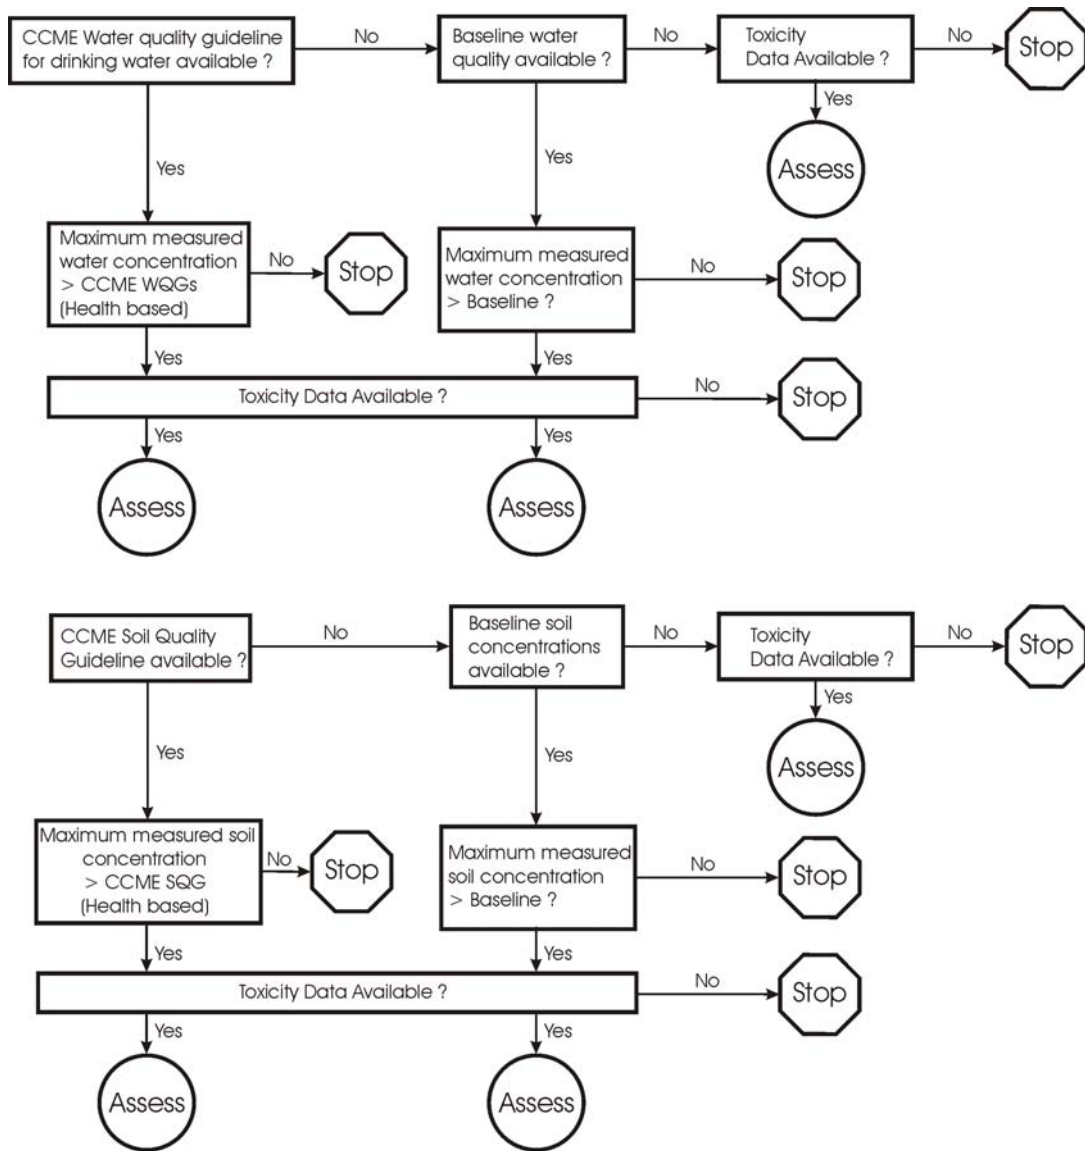 CCME Water quality guideline
for drinking water available ?
No
Baseline water
quality available ?
No
Toxicity
Data Available ?
No
Stop
Yes
Yes
Yes
Assess
Maximum measured
water concentration
> CCME WQGs
(Health based)
No
Stop
Maximum measured
water concentration
> Baseline ?
No
Stop
Yes
Yes
Toxicity Data Available ?
No
Stop
Yes
Yes
Assess
Assess
CCME Soil Quality
Guideline available ?
No
Baseline soil
concentrations
available ?
No
Toxicity
Data Available ?
No
Stop
Yes
Yes
Yes
Assess
Maximum measured soil
concentration
> CCME SQG
(Health based)
No
Stop
Maximum measured
soil concentration
> Baseline ?
No
Stop
Yes
Yes
Toxicity Data Available ?
No
Stop
Yes
Yes
Assess
Assess